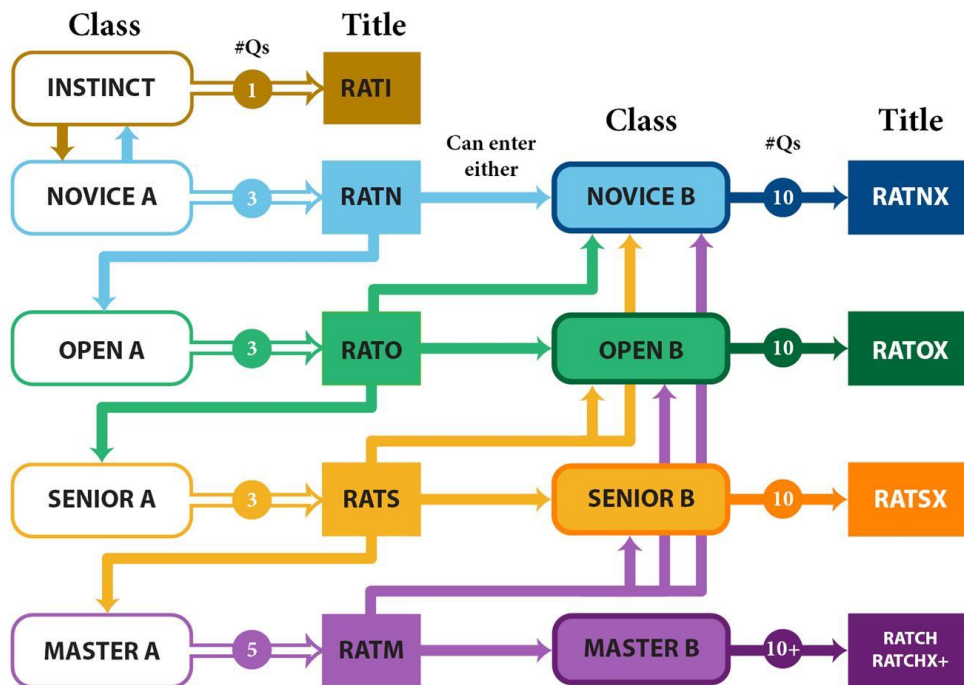 Class
#Qs
Title
INSTINCT
1
RATI
Can enter
either
Class
#Qs
Title
NOVICE A
3
RATN
NOVICE B
10
RATNX
OPEN A
3
RATO
OPEN B
10
RATOX
SENIOR A
3
RATS
SENIOR B
10
RATSX
MASTER A
5
RATM
MASTER B
10+
RATCH
RATCHX+